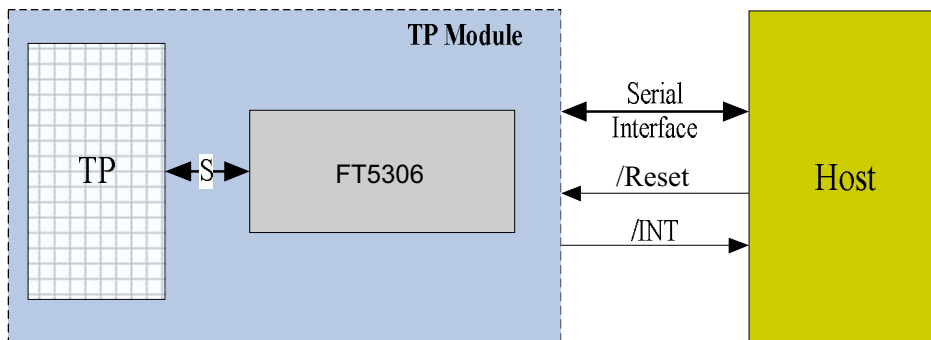 TP Module
TP
S
FT5306
Serial
Interface
/Reset
/INT
Host